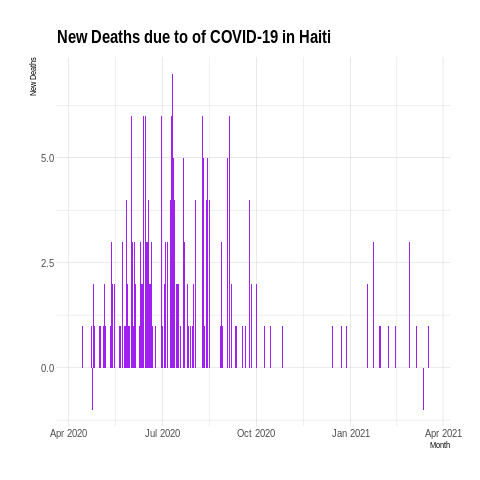 New Deaths due to of COVID-19 in Haiti
New Deaths
5.0
2.5
0.0
Apr 2020 Jul 2020 Oct 2020 Jan 2021 Apr 2021
Month